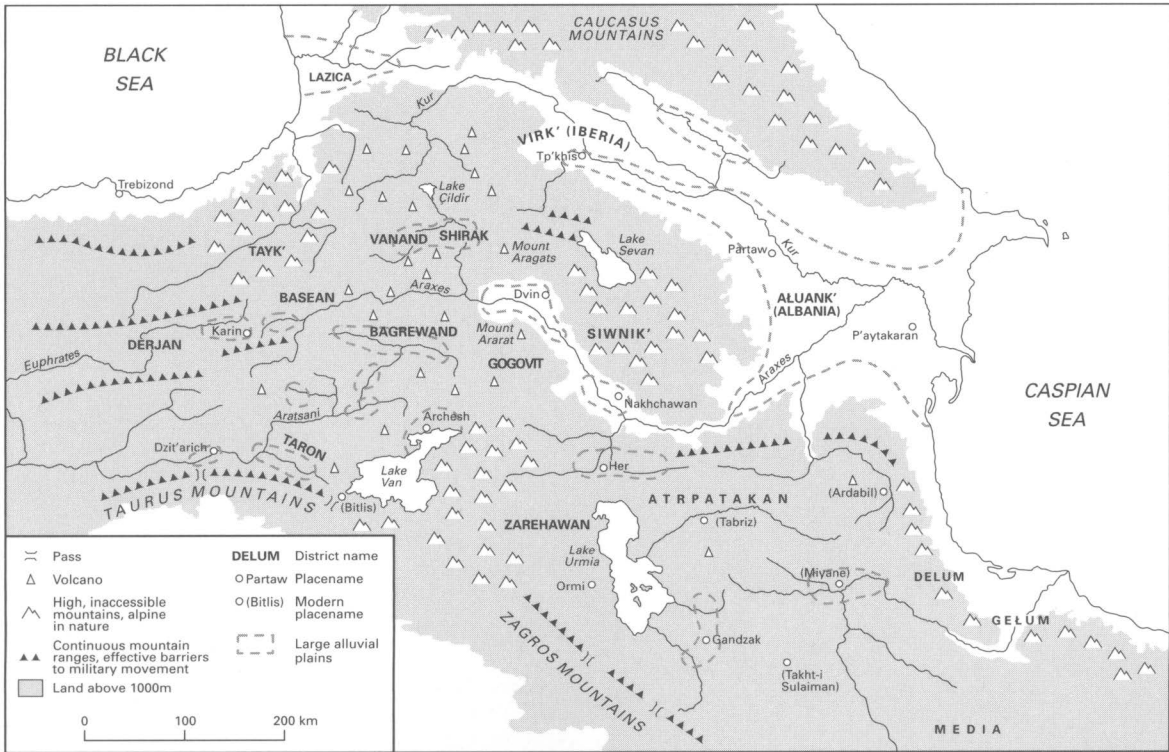 BLACK
SEA
CAUCASUS
MOUNTAINS
LAZICA
Kur
VIRK' (IBERIA)
Tp'khis
Trebizond
Lake
Çildir
TAYK'
VANAND
SHIRAK
Mount
Aragats
Lake
Sevan
Partaw
Kur
BASEAN
Araxes
Dvin
AŁUANK'
(ALBANIA)
Karin
DERJAN
BAGREWAND
Mount
Ararat
SIWNIK'
P'aytakaran
Euphrates
GOGOVIT
Araxes
Nakhchawan
CASPIAN
SEA
Aratsani
Archesh
Dzit'arich
TARON
Her
Lake
Van
TAURUS MOUNTAINS
(Bitlis)
ATRPATAKAN
(Ardabil)
ZAREHAWAN
(Tabriz)
Lake
Urmia
Ormi
(Miyane)
DELUM
GEŁUM
ZAGROS MOUNTAINS
Gandzak
(Takht-i
Sulaiman)
MEDIA
Pass
Volcano
High, inaccessible
mountains, alpine
in nature
Continuous mountain
ranges, effective barriers
to military movement
Land above 1000m
DELUM District name
Partaw Placename
(Bitlis) Modern
placename
Large alluvial
plains
0 100 200 km